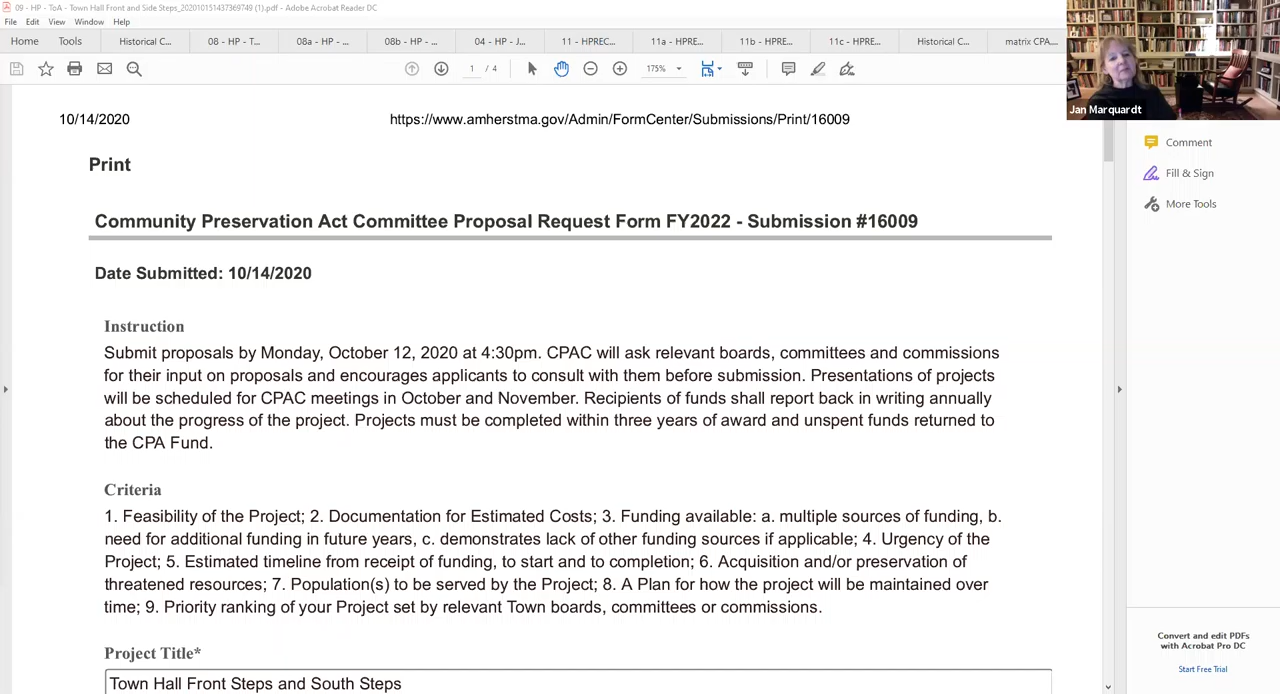 09 - HP - ToA - Town Hall Front and Side Steps_202010151437369749 (1).pdf - Adobe Acrobat Reader DC
File Edit View Window Help
Home Tools Historical C... 08 - HP - T... 08a - HP - ... 08b - HP - ... 04 - HP - J... 11 - HPREC... 11a - HPRE... 11b - HPRE... 11c - HPRE... Historical C... matrix CPA...
1 / 4 175%
Jan Marquardt
10/14/2020 https://www.amherstma.gov/Admin/FormCenter/Submissions/Print/16009
Print
Community Preservation Act Committee Proposal Request Form FY2022 - Submission #16009
Date Submitted: 10/14/2020
Instruction
Submit proposals by Monday, October 12, 2020 at 4:30pm. CPAC will ask relevant boards, committees and commissions
for their input on proposals and encourages applicants to consult with them before submission. Presentations of projects
will be scheduled for CPAC meetings in October and November. Recipients of funds shall report back in writing annually
about the progress of the project. Projects must be completed within three years of award and unspent funds returned to
the CPA Fund.
Criteria
1. Feasibility of the Project; 2. Documentation for Estimated Costs; 3. Funding available: a. multiple sources of funding, b.
need for additional funding in future years, c. demonstrates lack of other funding sources if applicable; 4. Urgency of the
Project; 5. Estimated timeline from receipt of funding, to start and to completion; 6. Acquisition and/or preservation of
threatened resources; 7. Population(s) to be served by the Project; 8. A Plan for how the project will be maintained over
time; 9. Priority ranking of your Project set by relevant Town boards, committees or commissions.
Project Title*
Town Hall Front Steps and South Steps
Comment
Fill & Sign
More Tools
Convert and edit PDFs
with Acrobat Pro DC
Start Free Trial